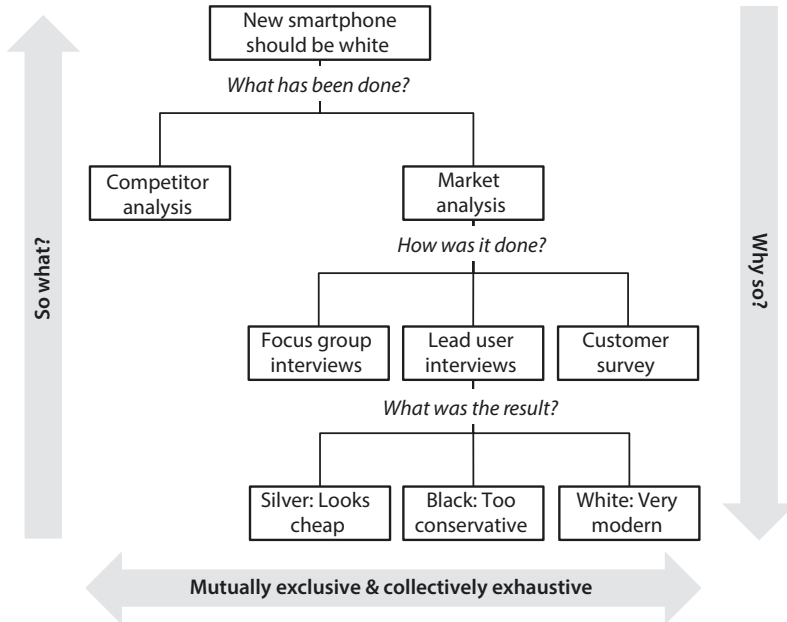 New smartphone
should be white
What has been done?
Competitor
analysis
Market
analysis
How was it done?
Focus group
interviews
Lead user
interviews
Customer
survey
What was the result?
Silver: Looks
cheap
Black: Too
conservative
White: Very
modern
So what?
Why so?
Mutually exclusive & collectively exhaustive